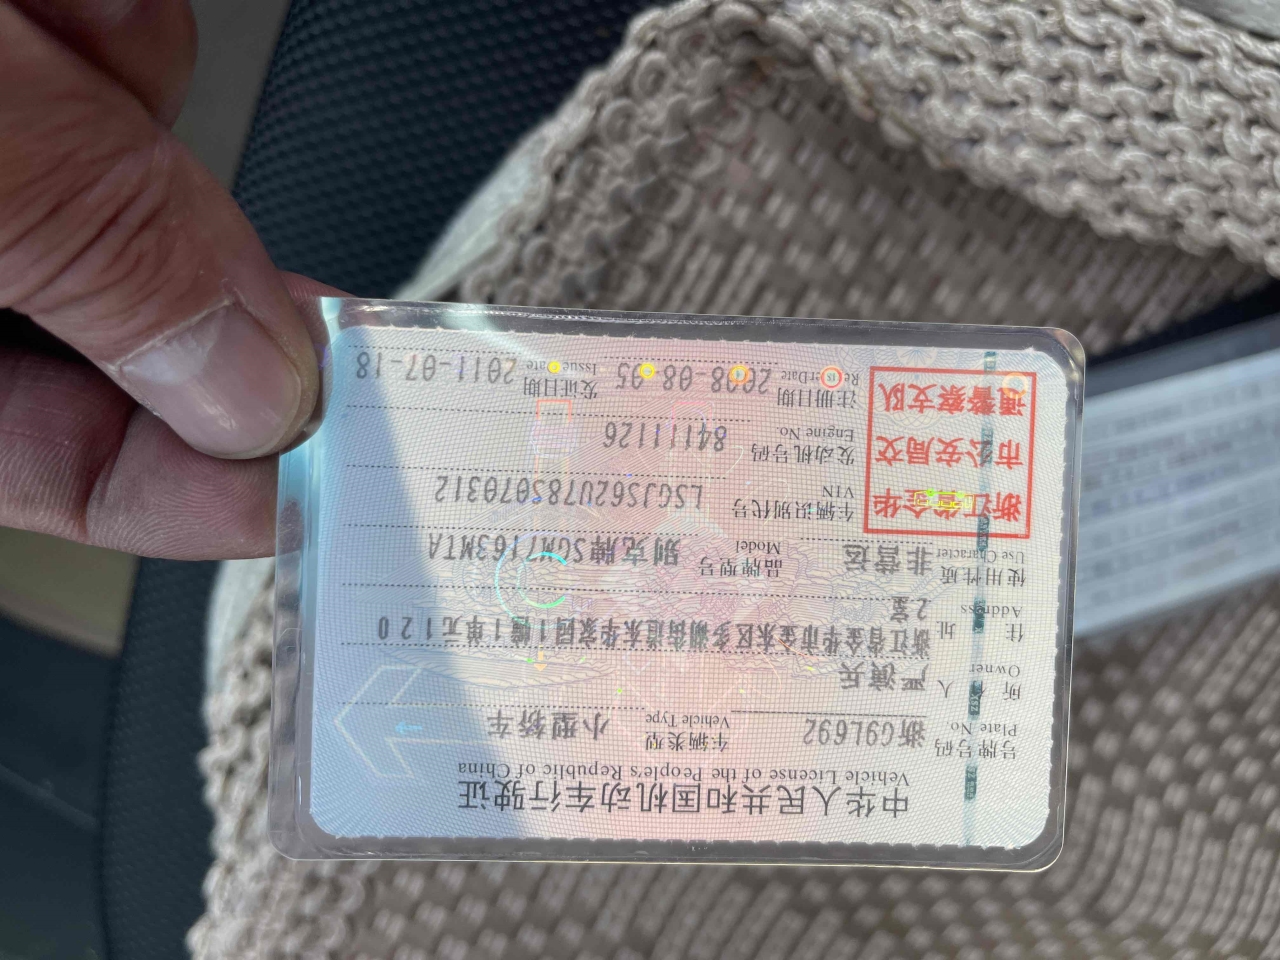 中华人民共和国机动车行驶证
Vehicle License of the People's Republic of China
号牌号码 浙G9L692 车辆类型 小型轿车
Plate No. Vehicle Type
所有人 严演兵
Owner
住址 浙江省金华市金东区多湖街道东华家园1幢1单元120
Address 2室
使用性质 非营运 品牌型号 别克牌SGM7163MTA
Use Character Model
浙江省金华
市公安局交
通警察支队
车辆识别代号 LSGJS62U78S070312
VIN
发动机号码 84111126
Engine No.
注册日期 2008-08-05 发证日期 2011-07-18
Register Date Issue Date